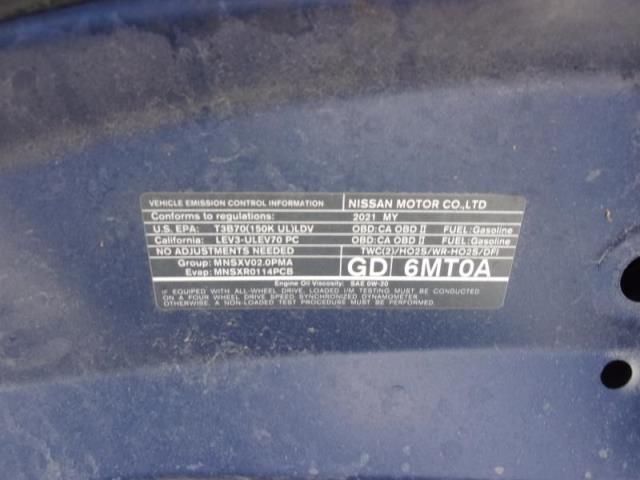 VEHICLE EMISSION CONTROL INFORMATION NISSAN MOTOR CO.,LTD
Conforms to regulations: 2021 MY
U.S. EPA: T3B70(150K UL)LDV OBD:CA OBD II FUEL:Gasoline
California: LEV3-ULEV70 PC OBD:CA OBD II FUEL:Gasoline
NO ADJUSTMENTS NEEDED TWC(2)/HO2S/WR-HO2S/DFI
Group: MNSXV02.0PMA
Evap: MNSXR0114PCB
GD 6MT0A
Engine Oil Viscosity: SAE 0W-20
IF EQUIPED WITH ALL-WHEEL DRIVE, LOADED I/M TESTING MUST BE CONDUCTED
ON A FOUR WHEEL DRIVE SPEED SYNCHRONIZED DYNAMOMETER.
OTHERWISE, A NON-LOADED TEST PROCEDURE MUST BE PERFORMED.